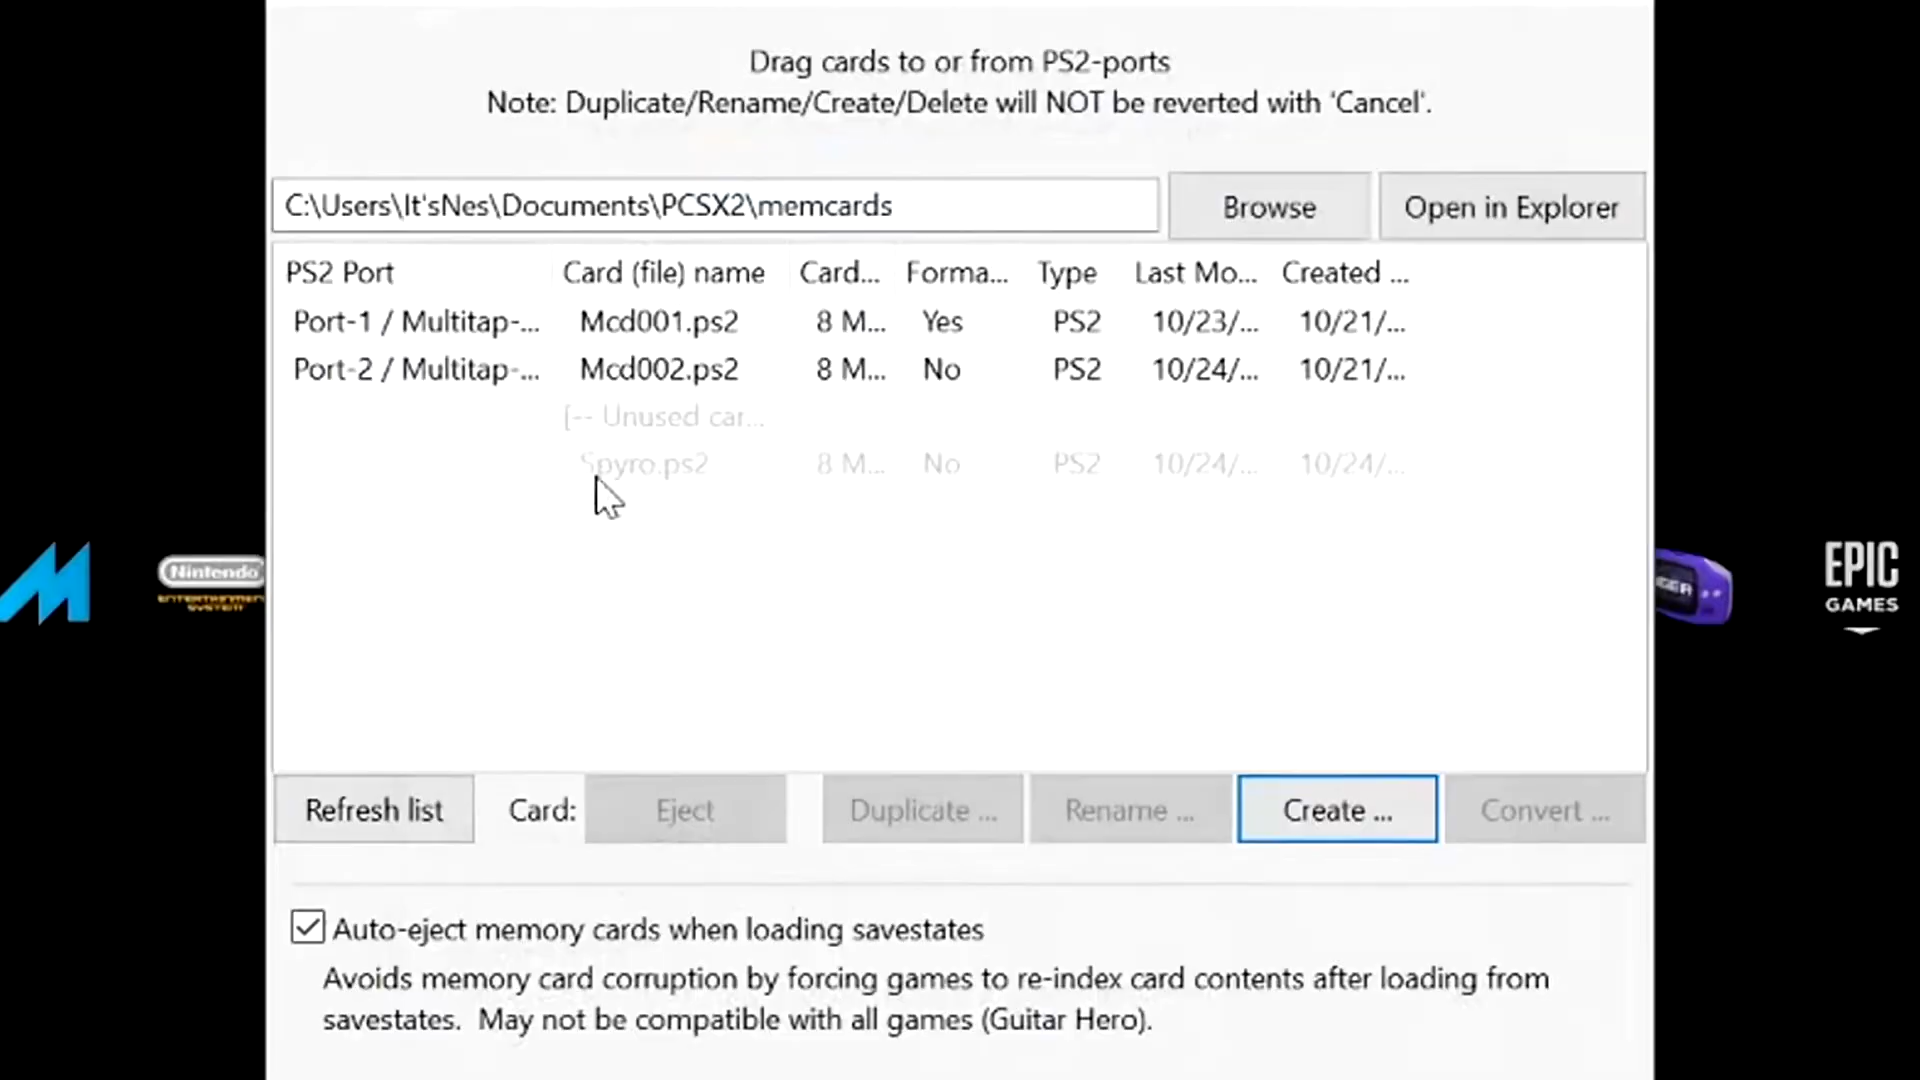 Drag cards to or from PS2-ports
Note: Duplicate/Rename/Create/Delete will NOT be reverted with 'Cancel'.
C:\Users\It'sNes\Documents\PCSX2\memcards
Browse
Open in Explorer
PS2 Port Card (file) name Card... Forma... Type Last Mo... Created ...
Port-1 / Multitap-... Mcd001.ps2 8 M... Yes PS2 10/23/... 10/21/...
Port-2 / Multitap-... Mcd002.ps2 8 M... No PS2 10/24/... 10/21/...
[-- Unused car...
Spyro.ps2 8 M... No PS2 10/24/... 10/24/...
Nintendo
ENTERTAINMENT
SYSTEM
EPIC
GAMES
Refresh list Card: Eject Duplicate ... Rename ... Create ... Convert ...
Auto-eject memory cards when loading savestates
Avoids memory card corruption by forcing games to re-index card contents after loading from
savestates. May not be compatible with all games (Guitar Hero).